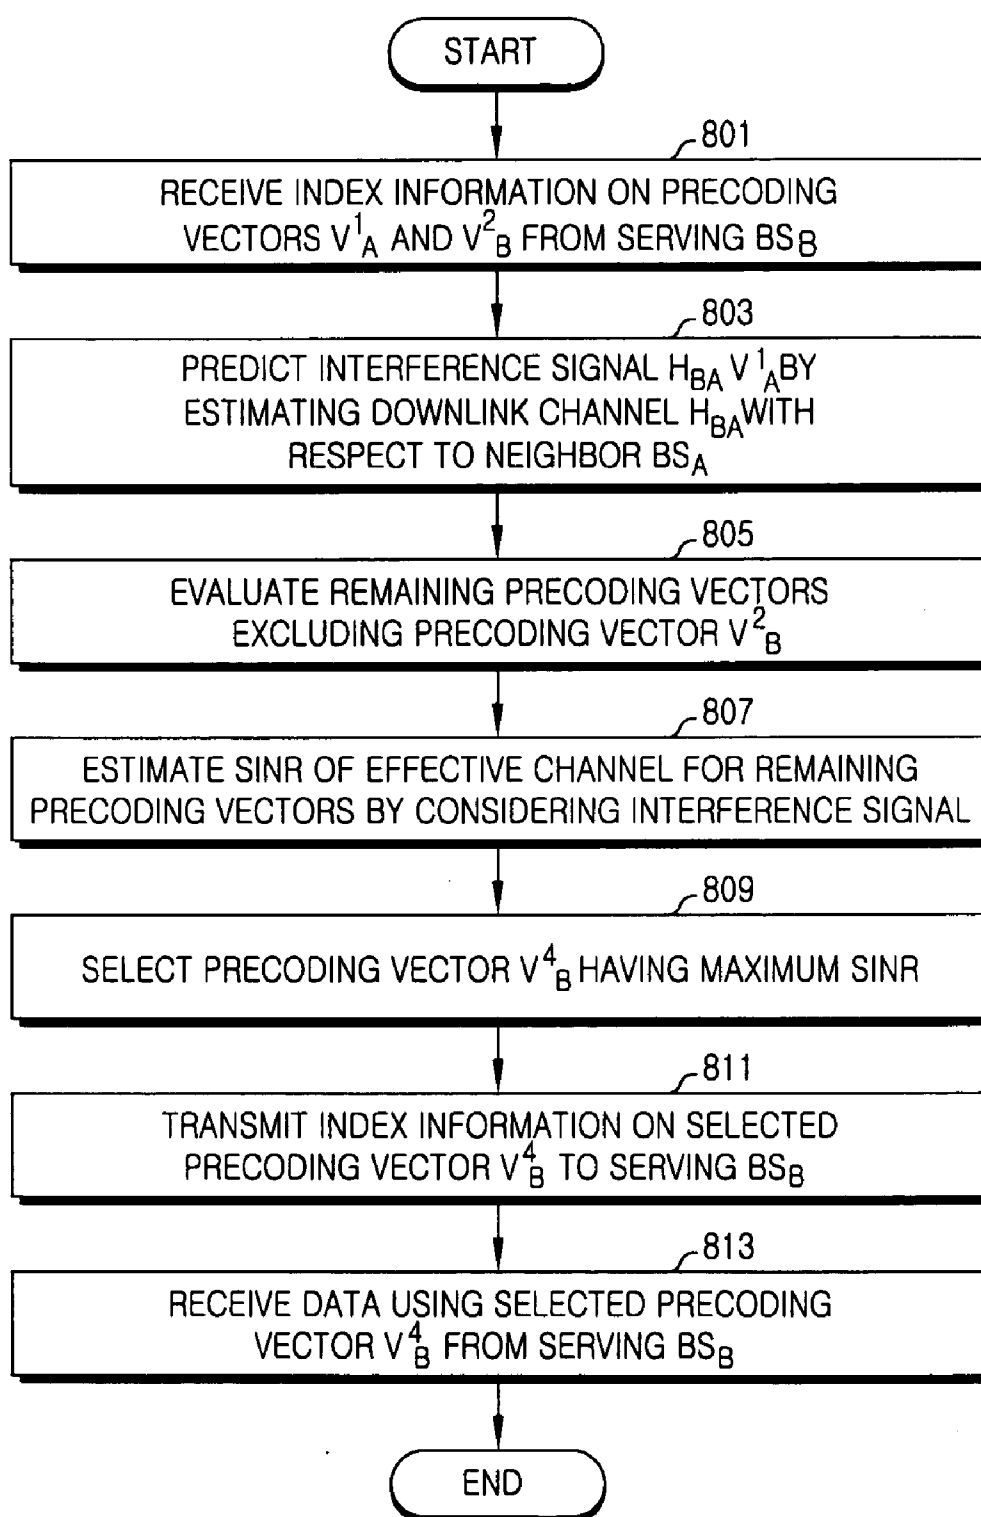 START
801
RECEIVE INDEX INFORMATION ON PRECODING
VECTORS V¹A AND V²B FROM SERVING BSB
803
PREDICT INTERFERENCE SIGNAL HBA V¹A BY
ESTIMATING DOWNLINK CHANNEL HBA WITH
RESPECT TO NEIGHBOR BSA
805
EVALUATE REMAINING PRECODING VECTORS
EXCLUDING PRECODING VECTOR V²B
807
ESTIMATE SINR OF EFFECTIVE CHANNEL FOR REMAINING
PRECODING VECTORS BY CONSIDERING INTERFERENCE SIGNAL
809
SELECT PRECODING VECTOR V⁴B HAVING MAXIMUM SINR
811
TRANSMIT INDEX INFORMATION ON SELECTED
PRECODING VECTOR V⁴B TO SERVING BSB
813
RECEIVE DATA USING SELECTED PRECODING
VECTOR V⁴B FROM SERVING BSB
END